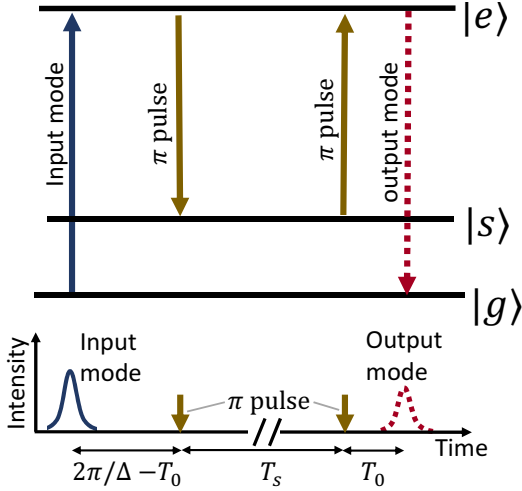 |e⟩
Input mode
π pulse
π pulse
output mode
|s⟩
|g⟩
Intensity
Input
mode
π pulse
Output
mode
Time
2π/Δ −T₀
Tₛ
T₀